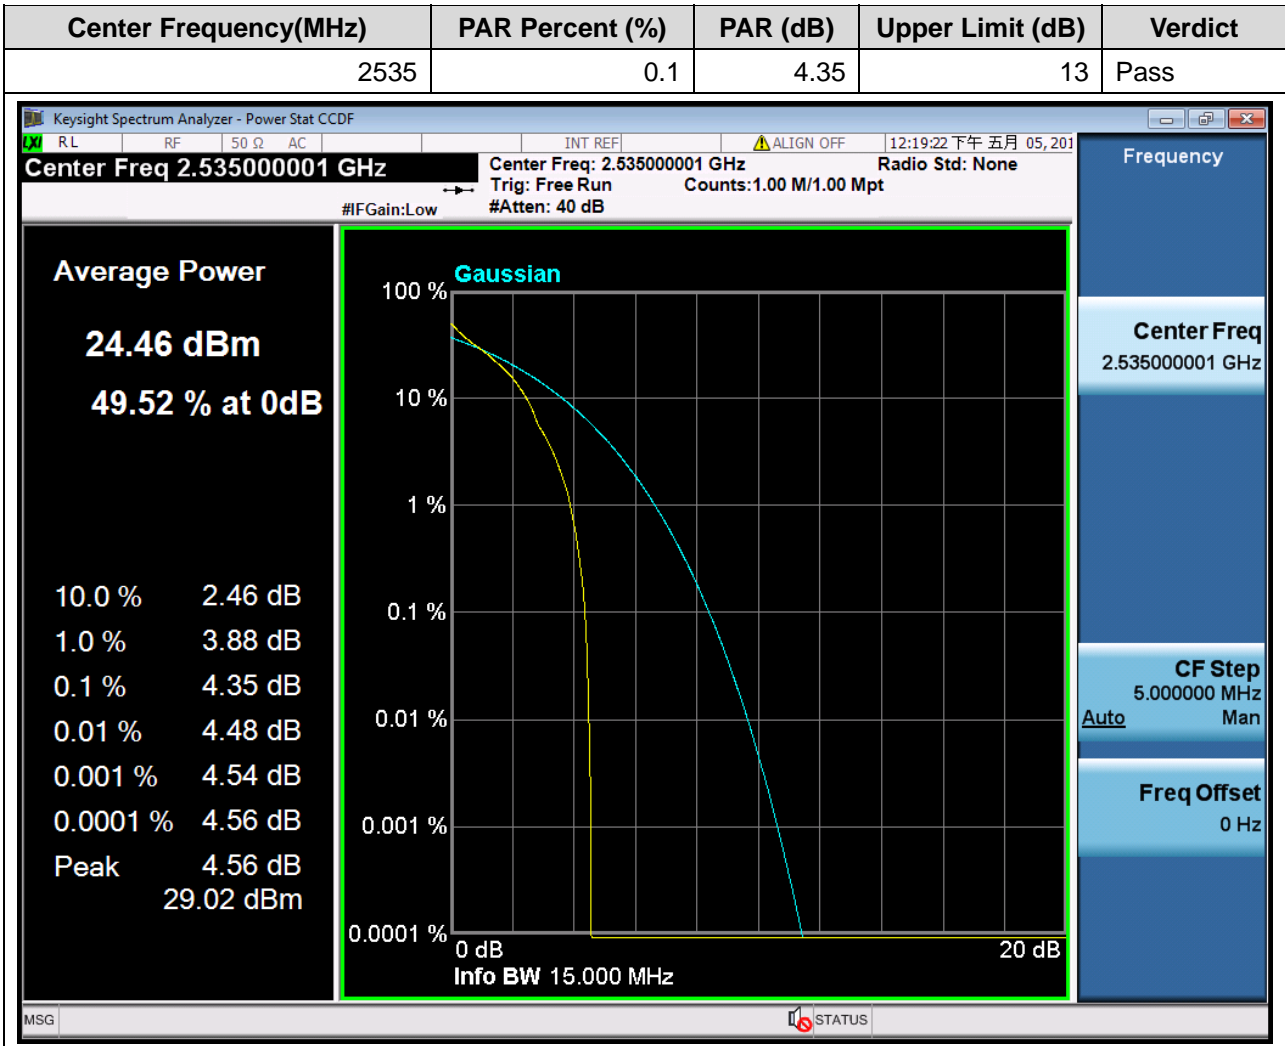 Center Frequency(MHz) PAR Percent (%) PAR (dB) Upper Limit (dB) Verdict
2535 0.1 4.35 13 Pass
Keysight Spectrum Analyzer - Power Stat CCDF
LXI RL RF 50 Ω AC INT REF ALIGN OFF 12:19:22 下午 五月 05, 201
Center Freq 2.535000001 GHz
Center Freq: 2.535000001 GHz Radio Std: None
Trig: Free Run Counts:1.00 M/1.00 Mpt
#IFGain:Low #Atten: 40 dB
Average Power
24.46 dBm
49.52 % at 0dB
10.0 % 2.46 dB
1.0 % 3.88 dB
0.1 % 4.35 dB
0.01 % 4.48 dB
0.001 % 4.54 dB
0.0001 % 4.56 dB
Peak 4.56 dB
29.02 dBm
Gaussian
100 %
10 %
1 %
0.1 %
0.01 %
0.001 %
0.0001 %
0 dB 20 dB
Info BW 15.000 MHz
Frequency
Center Freq
2.535000001 GHz
CF Step
5.000000 MHz
Auto Man
Freq Offset
0 Hz
MSG STATUS